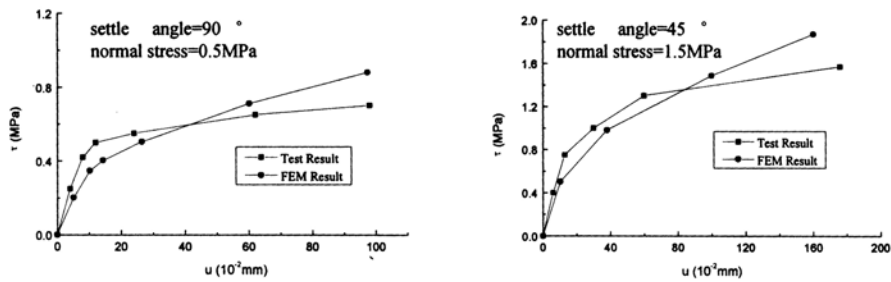 settle angle=90 °
normal stress=0.5MPa
1.2
0.8
0.4
0.0
τ (MPa)
Test Result
FEM Result
0 20 40 60 80 100
u (10⁻²mm)
settle angle=45 °
normal stress=1.5MPa
2.0
1.6
1.2
0.8
0.4
0.0
τ (MPa)
Test Result
FEM Result
0 40 80 120 160 200
u (10⁻²mm)